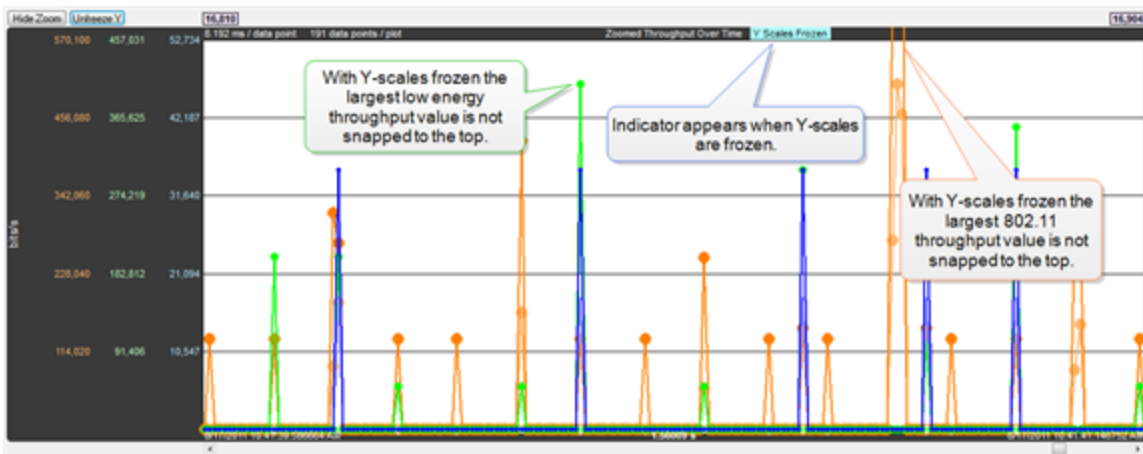 Hide Zoom Unfreeze Y 16,810 16,904
570,100 457,031 52,734 8.192 ms / data point 191 data points / plot Zoomed Throughput Over Time Y Scales Frozen
With Y-scales frozen the
largest low energy
throughput value is not
snapped to the top.
Indicator appears when Y-scales
are frozen.
With Y-scales frozen the
largest 802.11
throughput value is not
snapped to the top.
456,080 365,625 42,187
342,060 274,219 31,640
bits/s
228,040 182,812 21,094
114,020 91,406 10,547